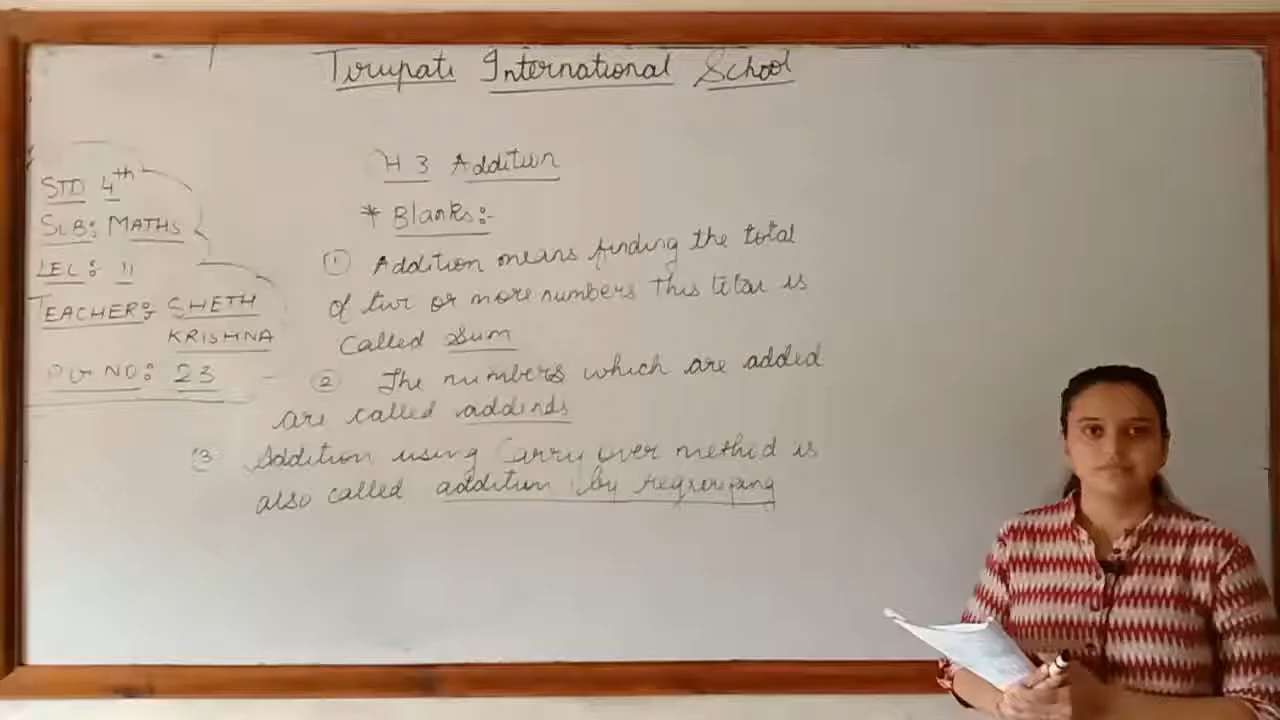 Tirupati International School
STD 4th
SUB: MATHS
LEC: 11
TEACHER: SHETH
KRISHNA
NO: 23
H 3 Addition
* Blanks:-
① Addition means finding the total
of two or more numbers This total is
called Sum
② The numbers which are added
are called addends
③ Addition using Carry over method is
also called addition by regrouping